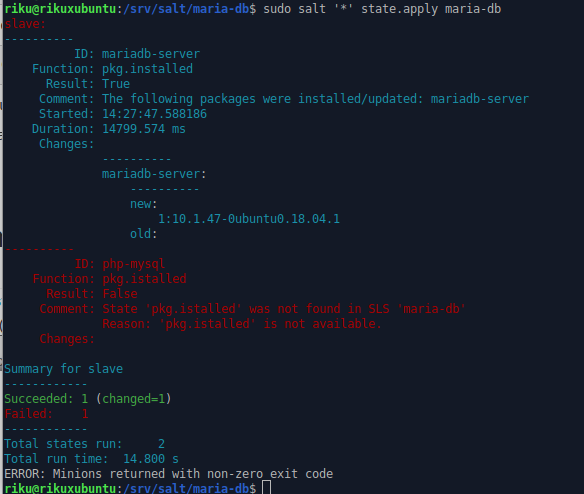 riku@rikuxubuntu:/srv/salt/maria-db$ sudo salt '*' state.apply maria-db
slave:
----------
          ID: mariadb-server
    Function: pkg.installed
      Result: True
     Comment: The following packages were installed/updated: mariadb-server
     Started: 14:27:47.588186
    Duration: 14799.574 ms
     Changes:
              ----------
              mariadb-server:
                  ----------
                  new:
                      1:10.1.47-0ubuntu0.18.04.1
                  old:
----------
          ID: php-mysql
    Function: pkg.istalled
      Result: False
     Comment: State 'pkg.istalled' was not found in SLS 'maria-db'
              Reason: 'pkg.istalled' is not available.
     Changes:

Summary for slave
------------
Succeeded: 1 (changed=1)
Failed:    1
------------
Total states run:     2
Total run time:  14.800 s
ERROR: Minions returned with non-zero exit code
riku@rikuxubuntu:/srv/salt/maria-db$